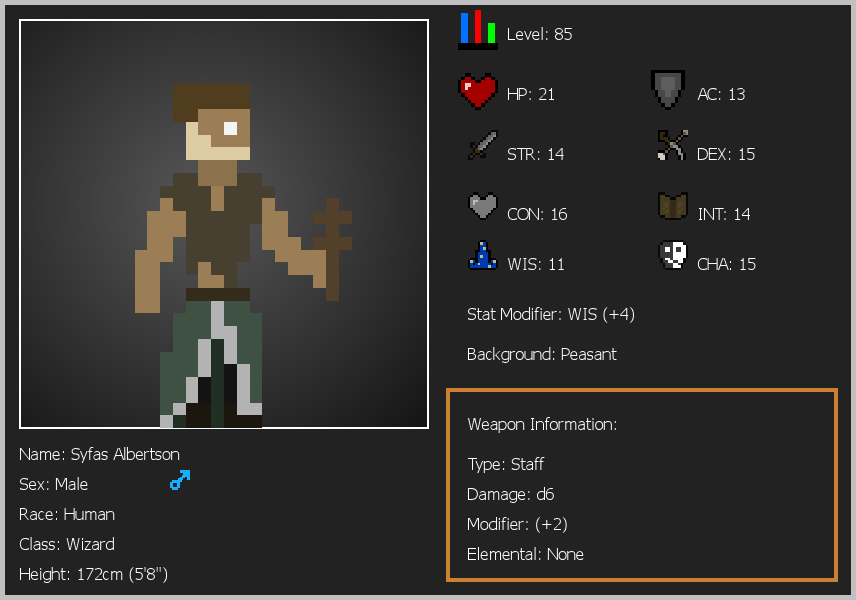 Level: 85
HP: 21
AC: 13
STR: 14
DEX: 15
CON: 16
INT: 14
WIS: 11
CHA: 15
Stat Modifier: WIS (+4)
Background: Peasant
Weapon Information:
Type: Staff
Damage: d6
Modifier: (+2)
Elemental: None
Name: Syfas Albertson
Sex: Male
Race: Human
Class: Wizard
Height: 172cm (5'8")